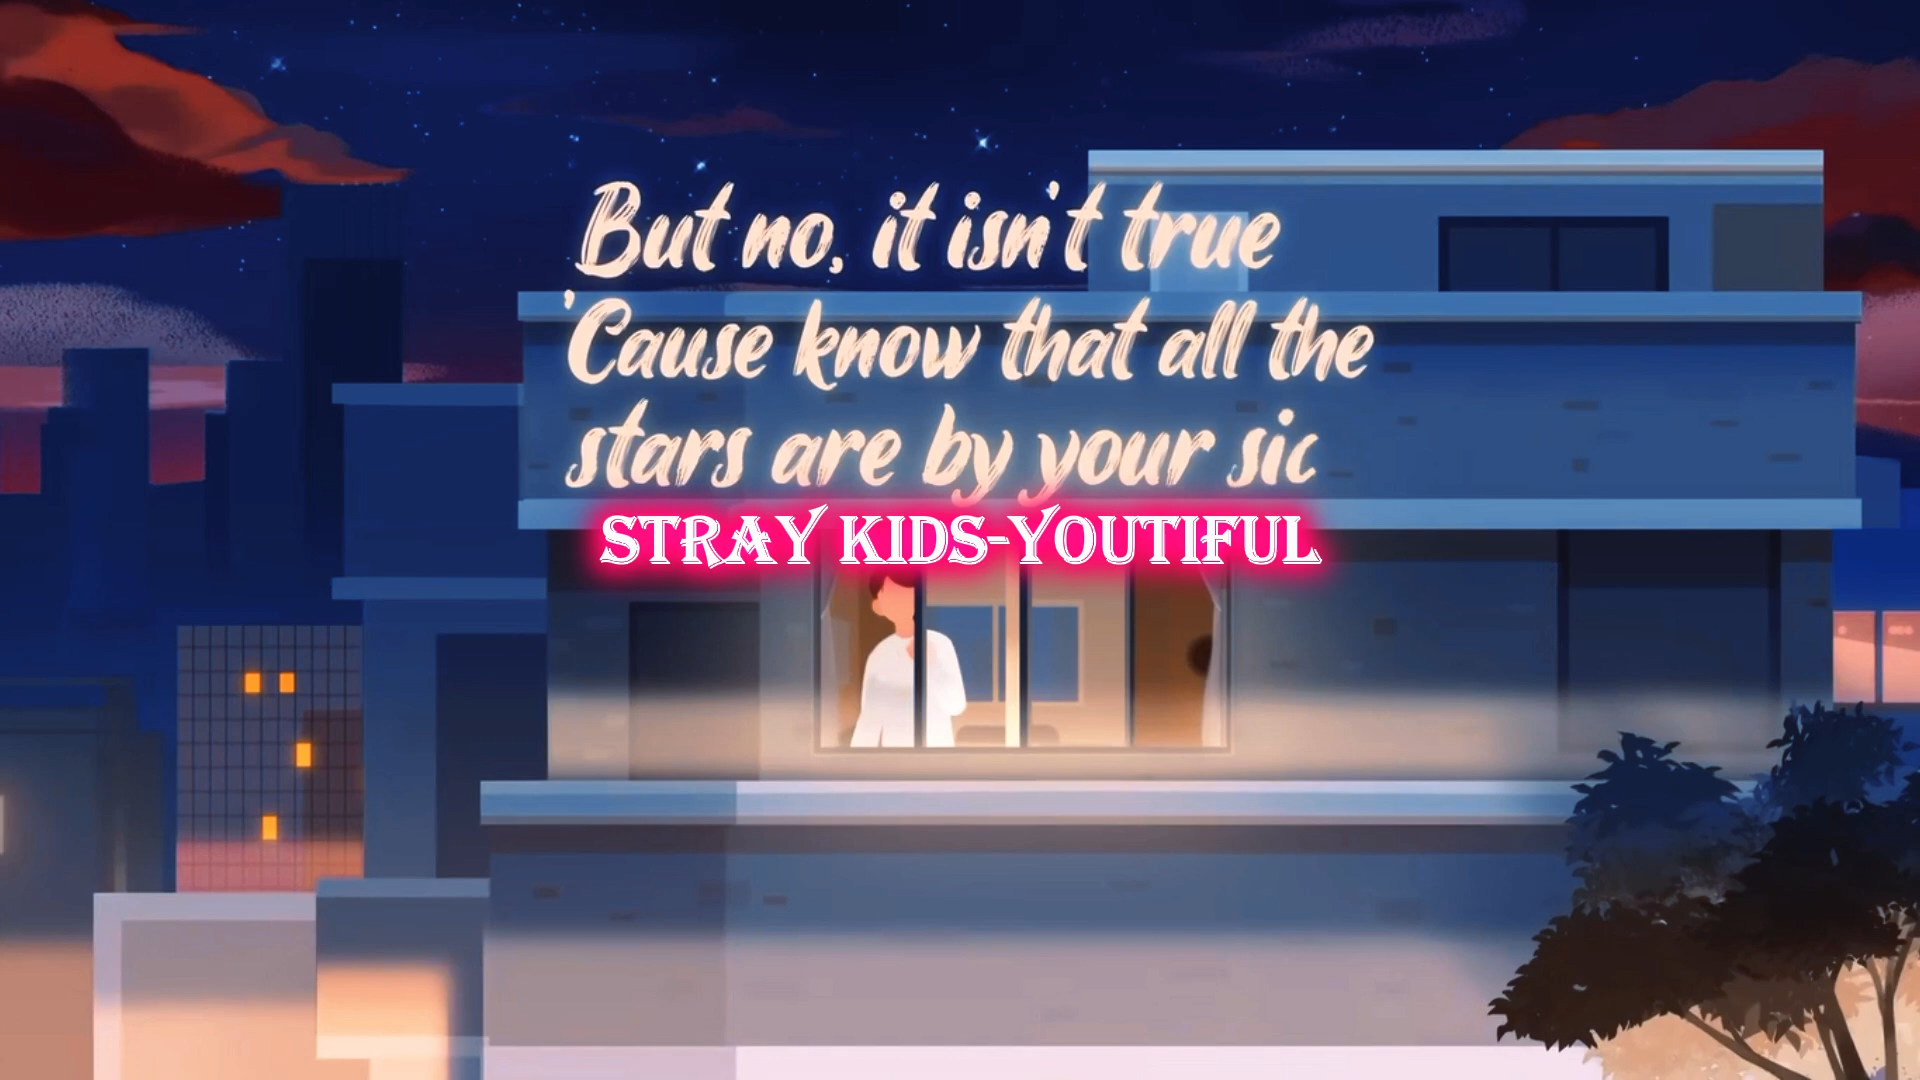 But no, it isn't true
'Cause know that all the
stars are by your sic
STRAY KIDS-YOUTIFUL